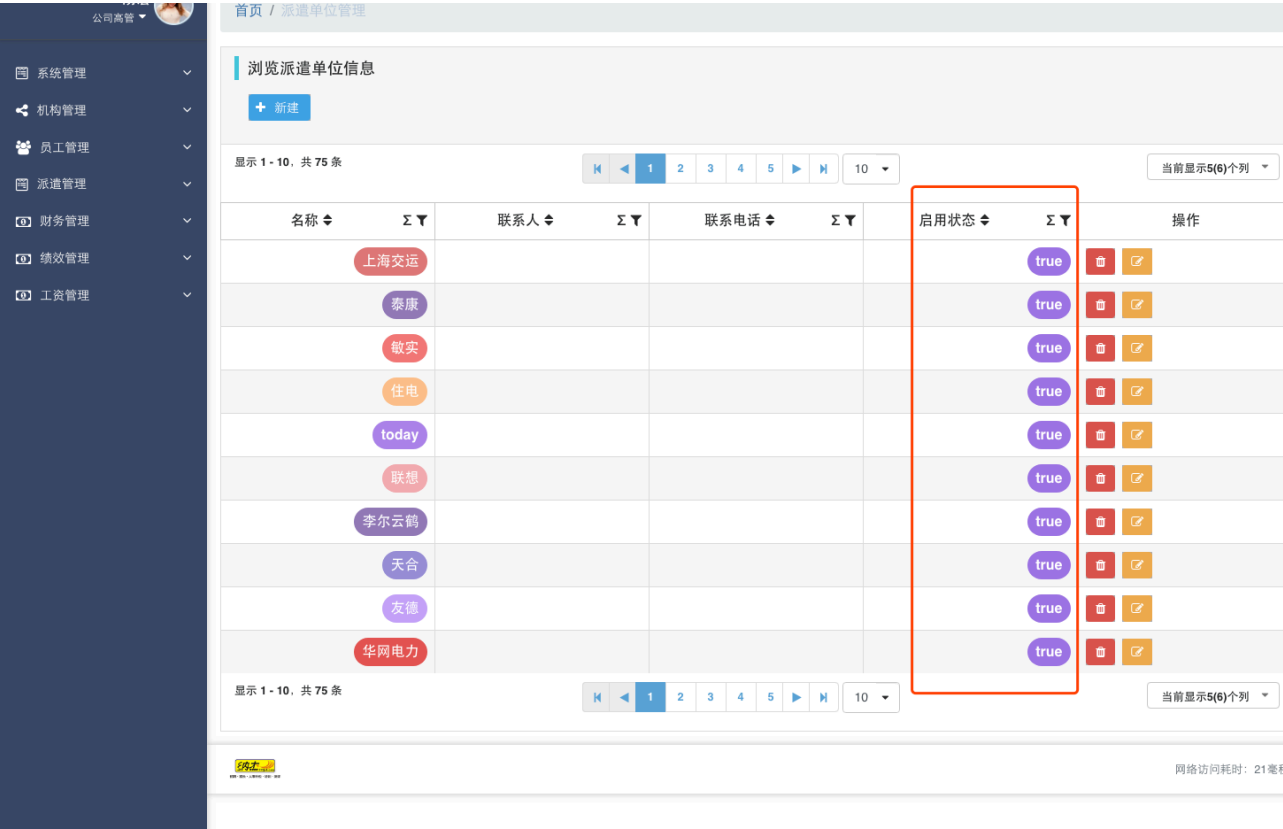 公司高管
首页 / 派遣单位管理
系统管理
机构管理
员工管理
派遣管理
财务管理
绩效管理
工资管理
浏览派遣单位信息
+ 新建
显示 1 - 10，共 75 条
1 2 3 4 5 10
当前显示5(6)个列
名称 Σ 联系人 Σ 联系电话 Σ 启用状态 Σ 操作
上海交运 true
泰康 true
敏实 true
住电 true
today true
联想 true
李尔云鹤 true
天合 true
友德 true
华网电力 true
显示 1 - 10，共 75 条
1 2 3 4 5 10
当前显示5(6)个列
纳杰
网络访问耗时：21毫